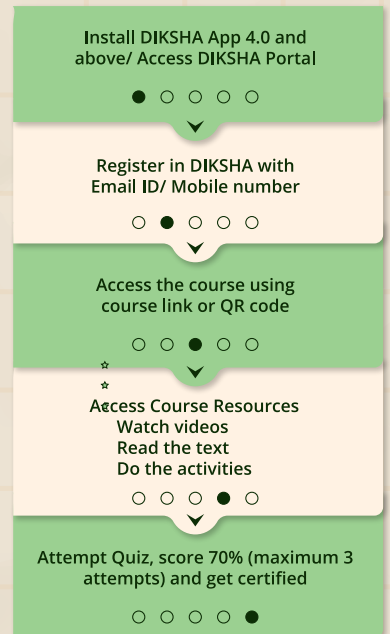 Install DIKSHA App 4.0 and
above/ Access DIKSHA Portal
Register in DIKSHA with
Email ID/ Mobile number
Access the course using
course link or QR code
Access Course Resources
Watch videos
Read the text
Do the activities
Attempt Quiz, score 70% (maximum 3
attempts) and get certified